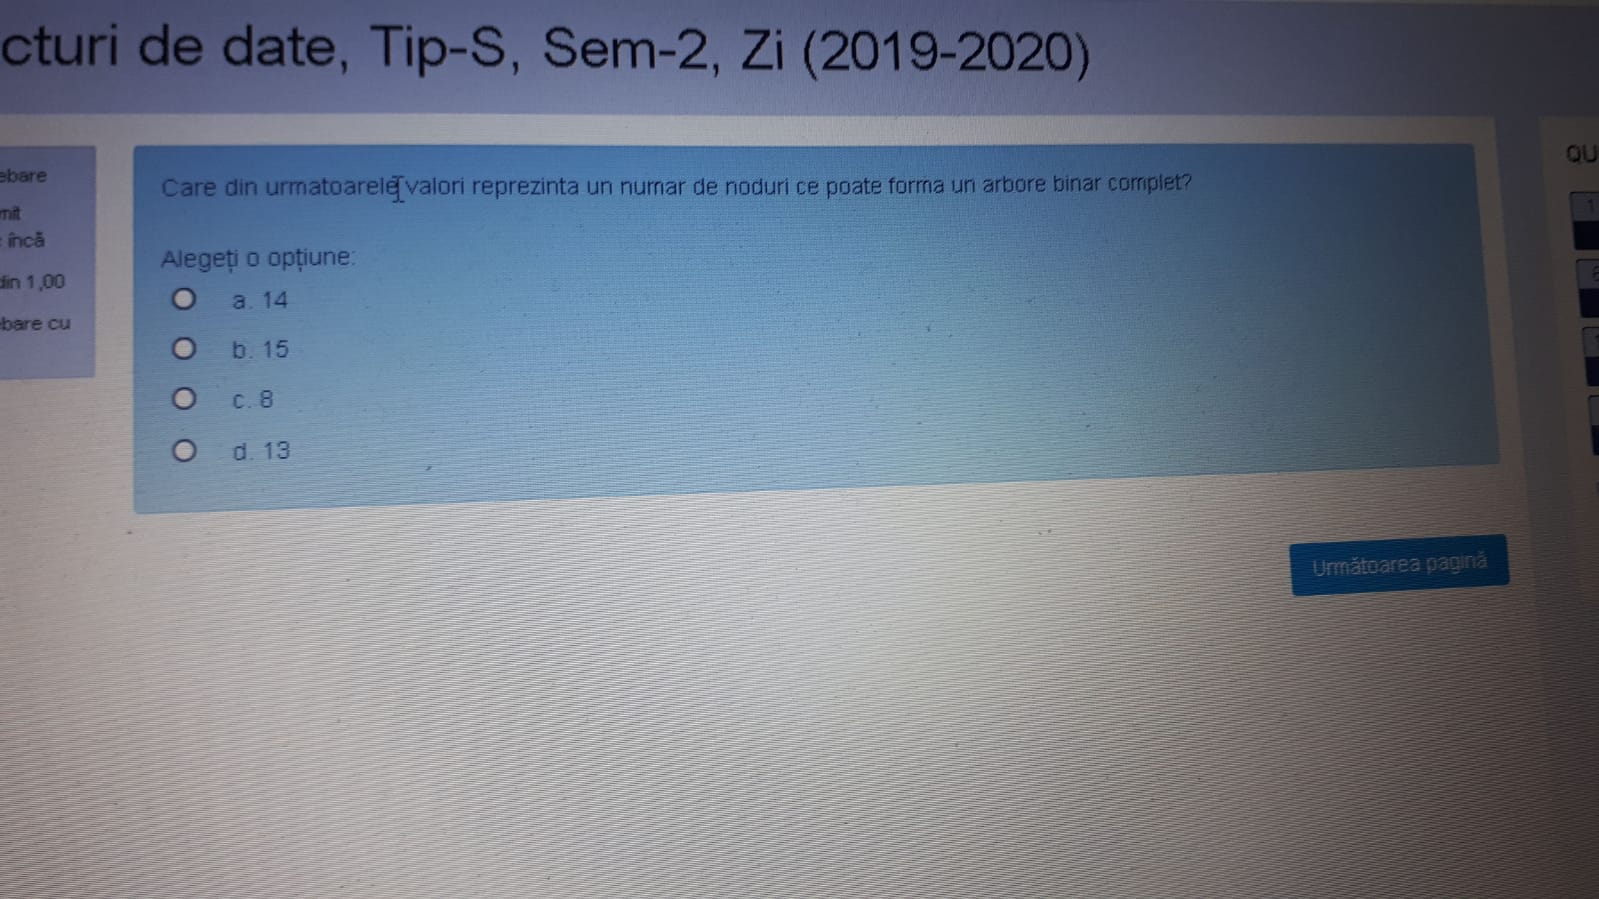 cturi de date, Tip-S, Sem-2, Zi (2019-2020)
ebare
mit
încă
din 1,00
bare cu
Care din urmatoarele valori reprezinta un numar de noduri ce poate forma un arbore binar complet?
Alegeți o opțiune:
a. 14
b. 15
c. 8
d. 13
Următoarea pagină
QU
1